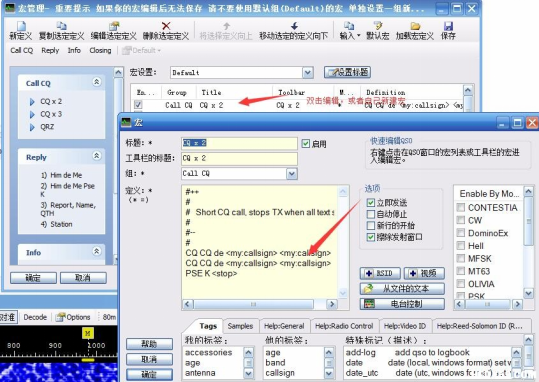 宏管理- 重要提示 如果你的宏编辑后无法保存 请不要使用默认组(Default)的宏 单独设置一组新...
新定义 复制选定定义 编辑选定定义 删除选定定义 将选定定义向上 移动选定的定义向下 输入 默认宏 加载宏定义 保存
Call CQ Reply Info Closing Default
Call CQ
CQ x 2
CQ x 3
QRZ
Reply
1) Him de Me
2) Him de Me Pse K
3) Report, Name, QTH
4) Station
Info
确定 取消
宏设置: Default 设置标题
En... Group Title Toolbar M... Definition
Call CQ CQ x 2 CQ x 2 CQ CQ de <my:callsign> <my
双击编辑，或者自己新建宏
宏
标题: * CQ x 2 启用
工具栏的标题: CQ x 2
组: * Call CQ
定义: *
(* =)
#++
#
# Short CQ call, stops TX when all text s
#
#--
#
CQ CQ de <my:callsign> <my:callsign>
CQ CQ de <my:callsign> <my:callsign>
PSE K <stop>
快速编辑QSO
右键点击在QSO窗口的宏列表或工具栏的宏进入编辑宏。
选项
立即发送
自动停止
新行的开始
擦除发射窗口
RSID 视频
从文件的文本
电台控制
Enable By Mo...
CONTESTIA
CW
DominoEx
Hell
MFSK
MT63
OLIVIA
PSK
Tags Samples Help:General Help:Radio Control Help:Video ID Help:Reed-Solomon ID (R...
我的标签: 他的标签: 特殊标记（描述）:
accessories age add-log add qso to logbook
age band date date (local, windows format) set w
antenna callsign date_utc date (utc, windows format) set w
帮助
取消
确定
对准 Decode Options 80m
M
900 1000